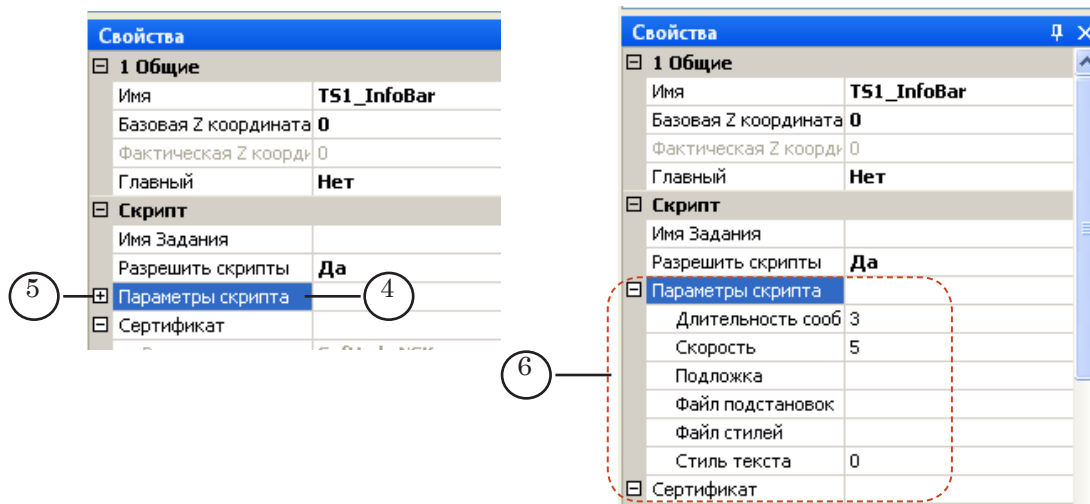 Свойства
1 Общие
Имя TS1_InfoBar
Базовая Z координата 0
Фактическая Z коорди 0
Главный Нет
Скрипт
Имя Задания
Разрешить скрипты Да
5 Параметры скрипта 4
Сертификат
Свойства
1 Общие
Имя TS1_InfoBar
Базовая Z координата 0
Фактическая Z коорди 0
Главный Нет
Скрипт
Имя Задания
Разрешить скрипты Да
Параметры скрипта
Длительность сооб 3
Скорость 5
6
Подложка
Файл подстановок
Файл стилей
Стиль текста 0
Сертификат